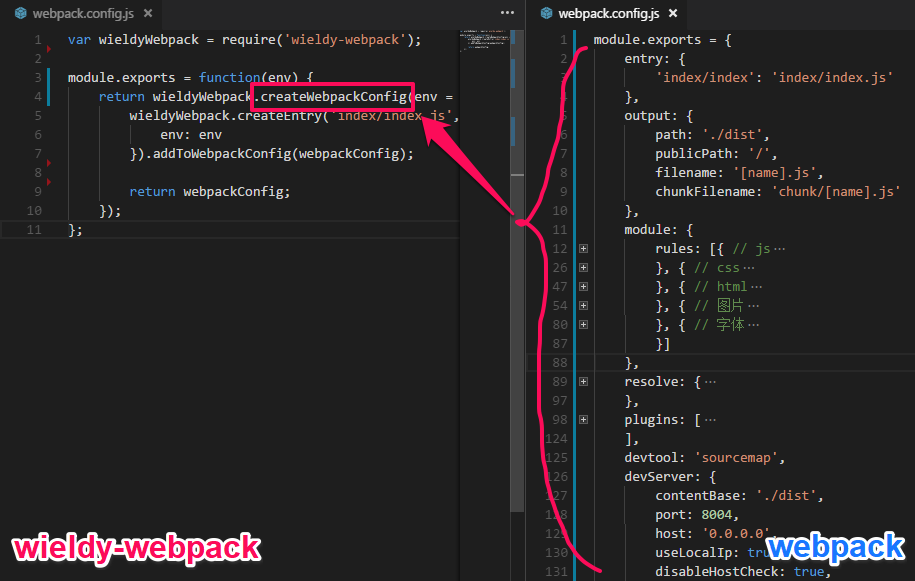 webpack.config.js
1 var wieldyWebpack = require('wieldy-webpack');
2
3 module.exports = function(env) {
4 return wieldyWebpack.createWebpackConfig(env =
5 wieldyWebpack.createEntry('index/index.js',
6 env: env
7 }).addToWebpackConfig(webpackConfig);
8
9 return webpackConfig;
10 });
11 };
wieldy-webpack
webpack.config.js
1 module.exports = {
2 entry: {
3 'index/index': 'index/index.js'
4 },
5 output: {
6 path: './dist',
7 publicPath: '/',
8 filename: '[name].js',
9 chunkFilename: 'chunk/[name].js'
10 },
11 module: {
12 rules: [{ // js…
26 }, { // css…
47 }, { // html…
54 }, { // 图片…
80 }, { // 字体…
87 }]
88 },
89 resolve: {…
97 },
98 plugins: […
124 ],
125 devtool: 'sourcemap',
126 devServer: {
127 contentBase: './dist',
128 port: 8004,
129 host: '0.0.0.0'
130 useLocalIp: tru
131 disableHostCheck: true,
webpack